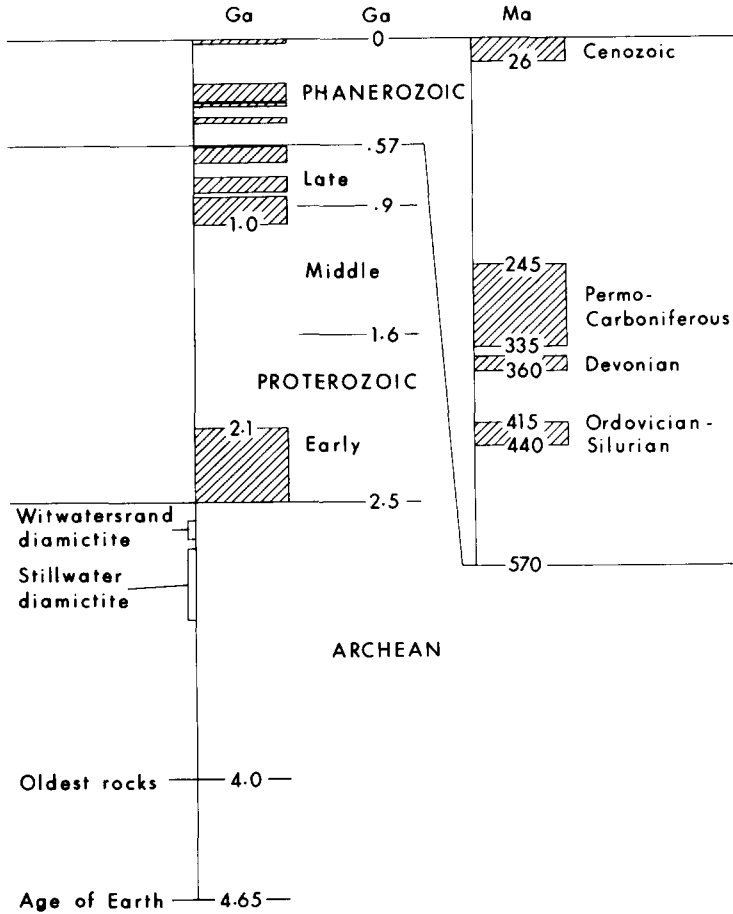 Ga
Ga
Ma
0
Cenozoic
26
PHANEROZOIC
.57
Late
.9
1.0
245
Middle
Permo-
Carboniferous
1.6
335
Devonian
360
PROTEROZOIC
2.1
415
Ordovician-
Silurian
Early
440
2.5
Witwatersrand
diamictite
570
Stillwater
diamictite
ARCHEAN
Oldest rocks
4.0
Age of Earth
4.65